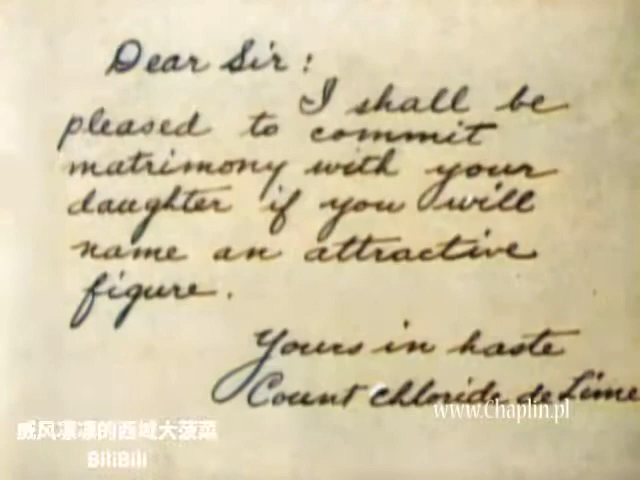 Dear Sir:
I shall be
pleased to commit
matrimony with your
daughter if you will
name an attractive
figure.
Yours in haste
Count Chloride de Lime
www.Chaplin.pl
威风凛凛的西域大菠菜
BiliBili